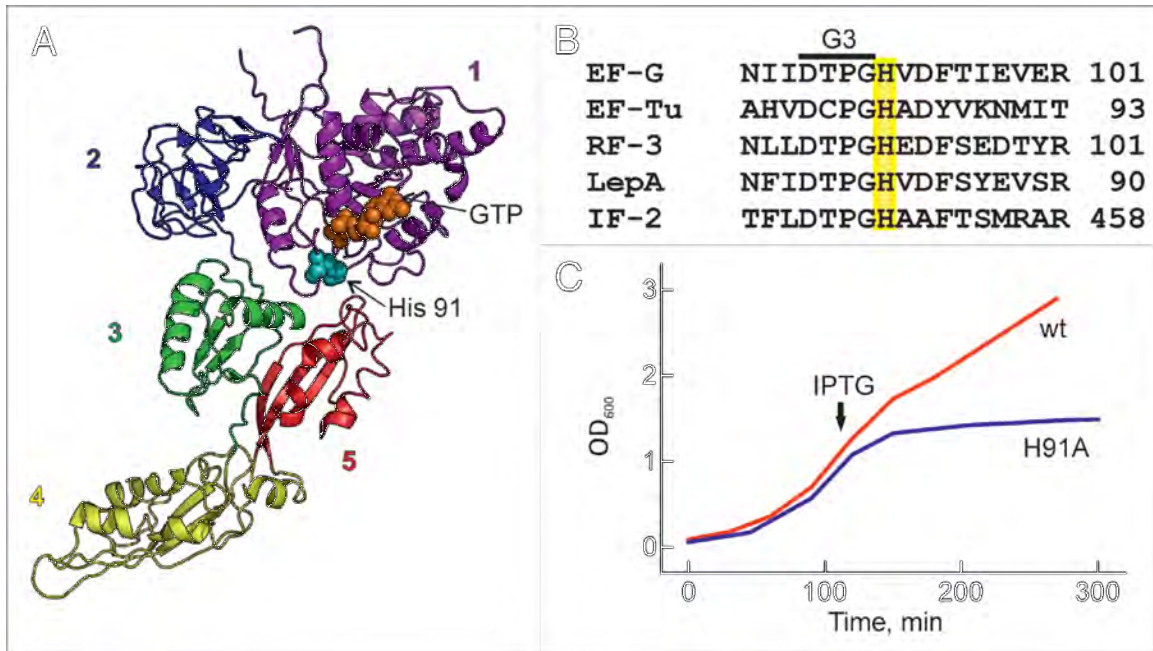 A
1
2
GTP
His 91
3
5
4
B
G3
EF-G NIIDTPGHVDFTIEVER 101
EF-Tu AHVDCPGHADYVKNMIT 93
RF-3 NLLDTPGHEDFSEDTYR 101
LepA NFIDTPGHVDFSYEVSR 90
IF-2 TFLDTPGHAAFTSMRAR 458
C
3
wt
IPTG
2
OD600
H91A
1
0
0 100 200 300
Time, min